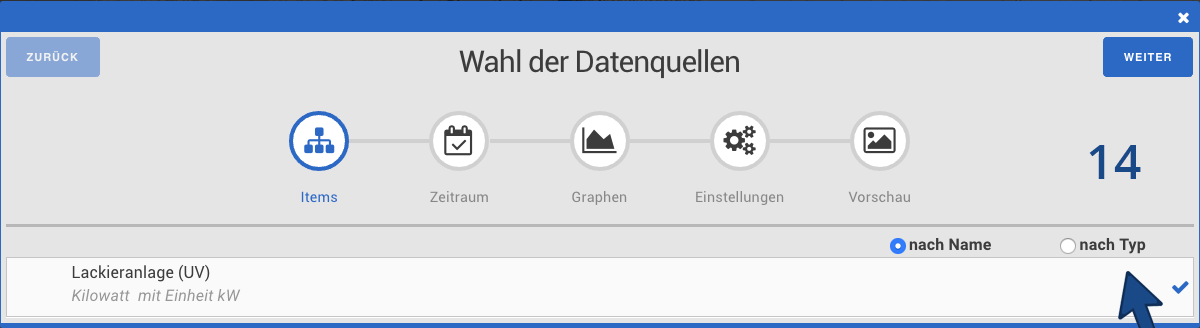 ZURÜCK
Wahl der Datenquellen
WEITER
14
Items
Zeitraum
Graphen
Einstellungen
Vorschau
nach Name
nach Typ
Lackieranlage (UV)
Kilowatt mit Einheit kW